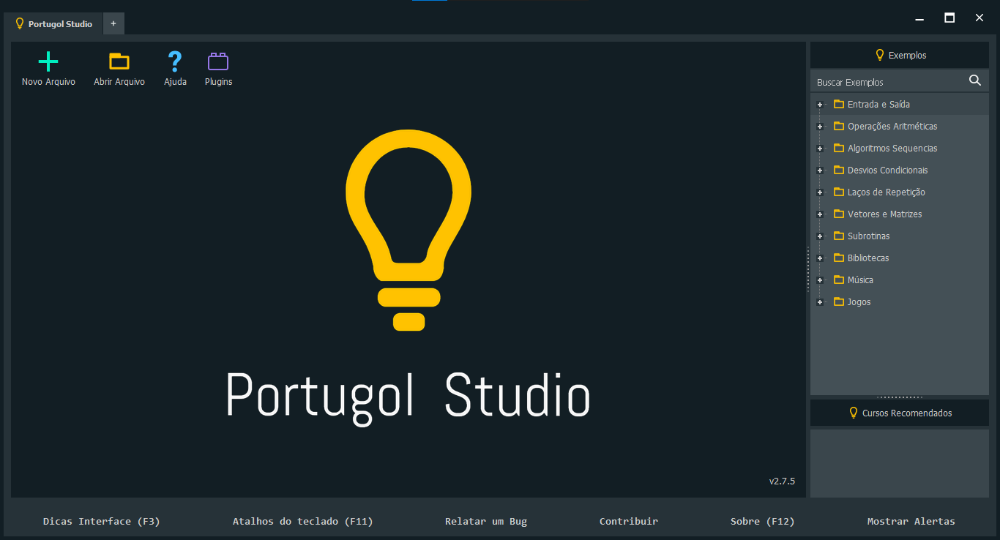 Portugol Studio
+
Novo Arquivo
Abrir Arquivo
Ajuda
Plugins
Portugol Studio
v2.7.5
Exemplos
Buscar Exemplos
Entrada e Saída
Operações Aritméticas
Algoritmos Sequencias
Desvios Condicionais
Laços de Repetição
Vetores e Matrizes
Subrotinas
Bibliotecas
Música
Jogos
Cursos Recomendados
Dicas Interface (F3)
Atalhos do teclado (F11)
Relatar um Bug
Contribuir
Sobre (F12)
Mostrar Alertas